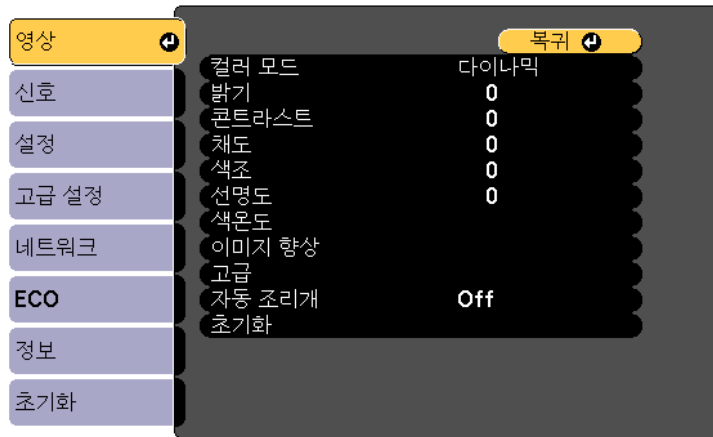 영상
신호
설정
고급 설정
네트워크
ECO
정보
초기화
복귀
컬러 모드 다이나믹
밝기 0
콘트라스트 0
채도 0
색조 0
선명도 0
색온도
이미지 향상
고급
자동 조리개 Off
초기화